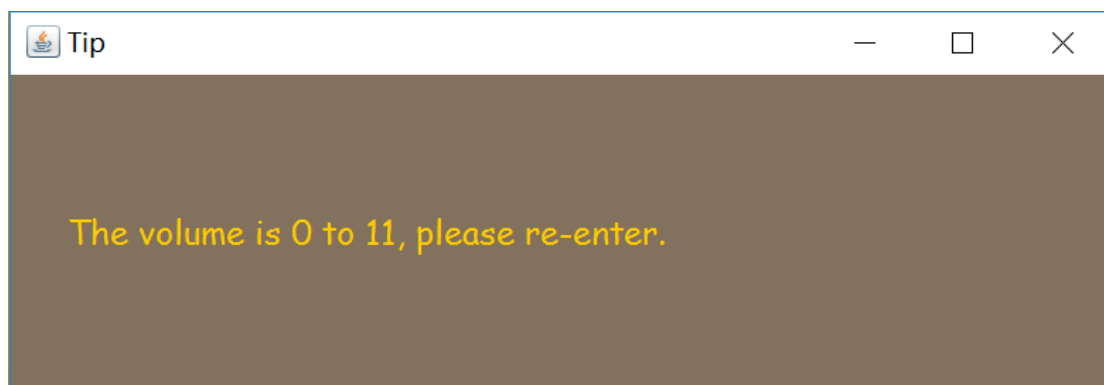 Tip
The volume is 0 to 11, please re-enter.